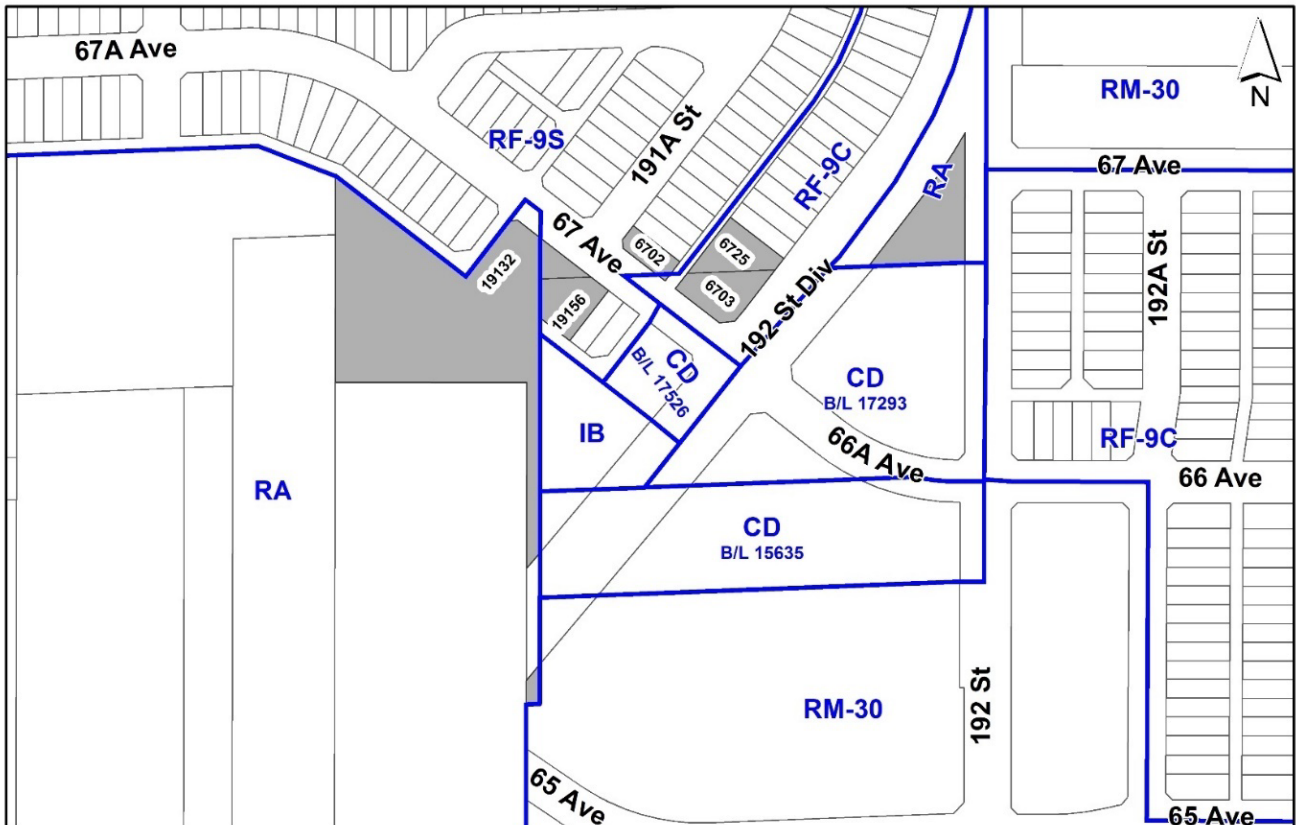 67A Ave
RM-30
N
RF-9S
191A St
RF-9C
RA
67 Ave
67 Ave
6702
6725
192A St
19132
6703
19156
192 St Div
CD
B/L 17526
CD
B/L 17293
IB
RF-9C
66A Ave
66 Ave
RA
CD
B/L 15635
RM-30
192 St
65 Ave
65 Ave